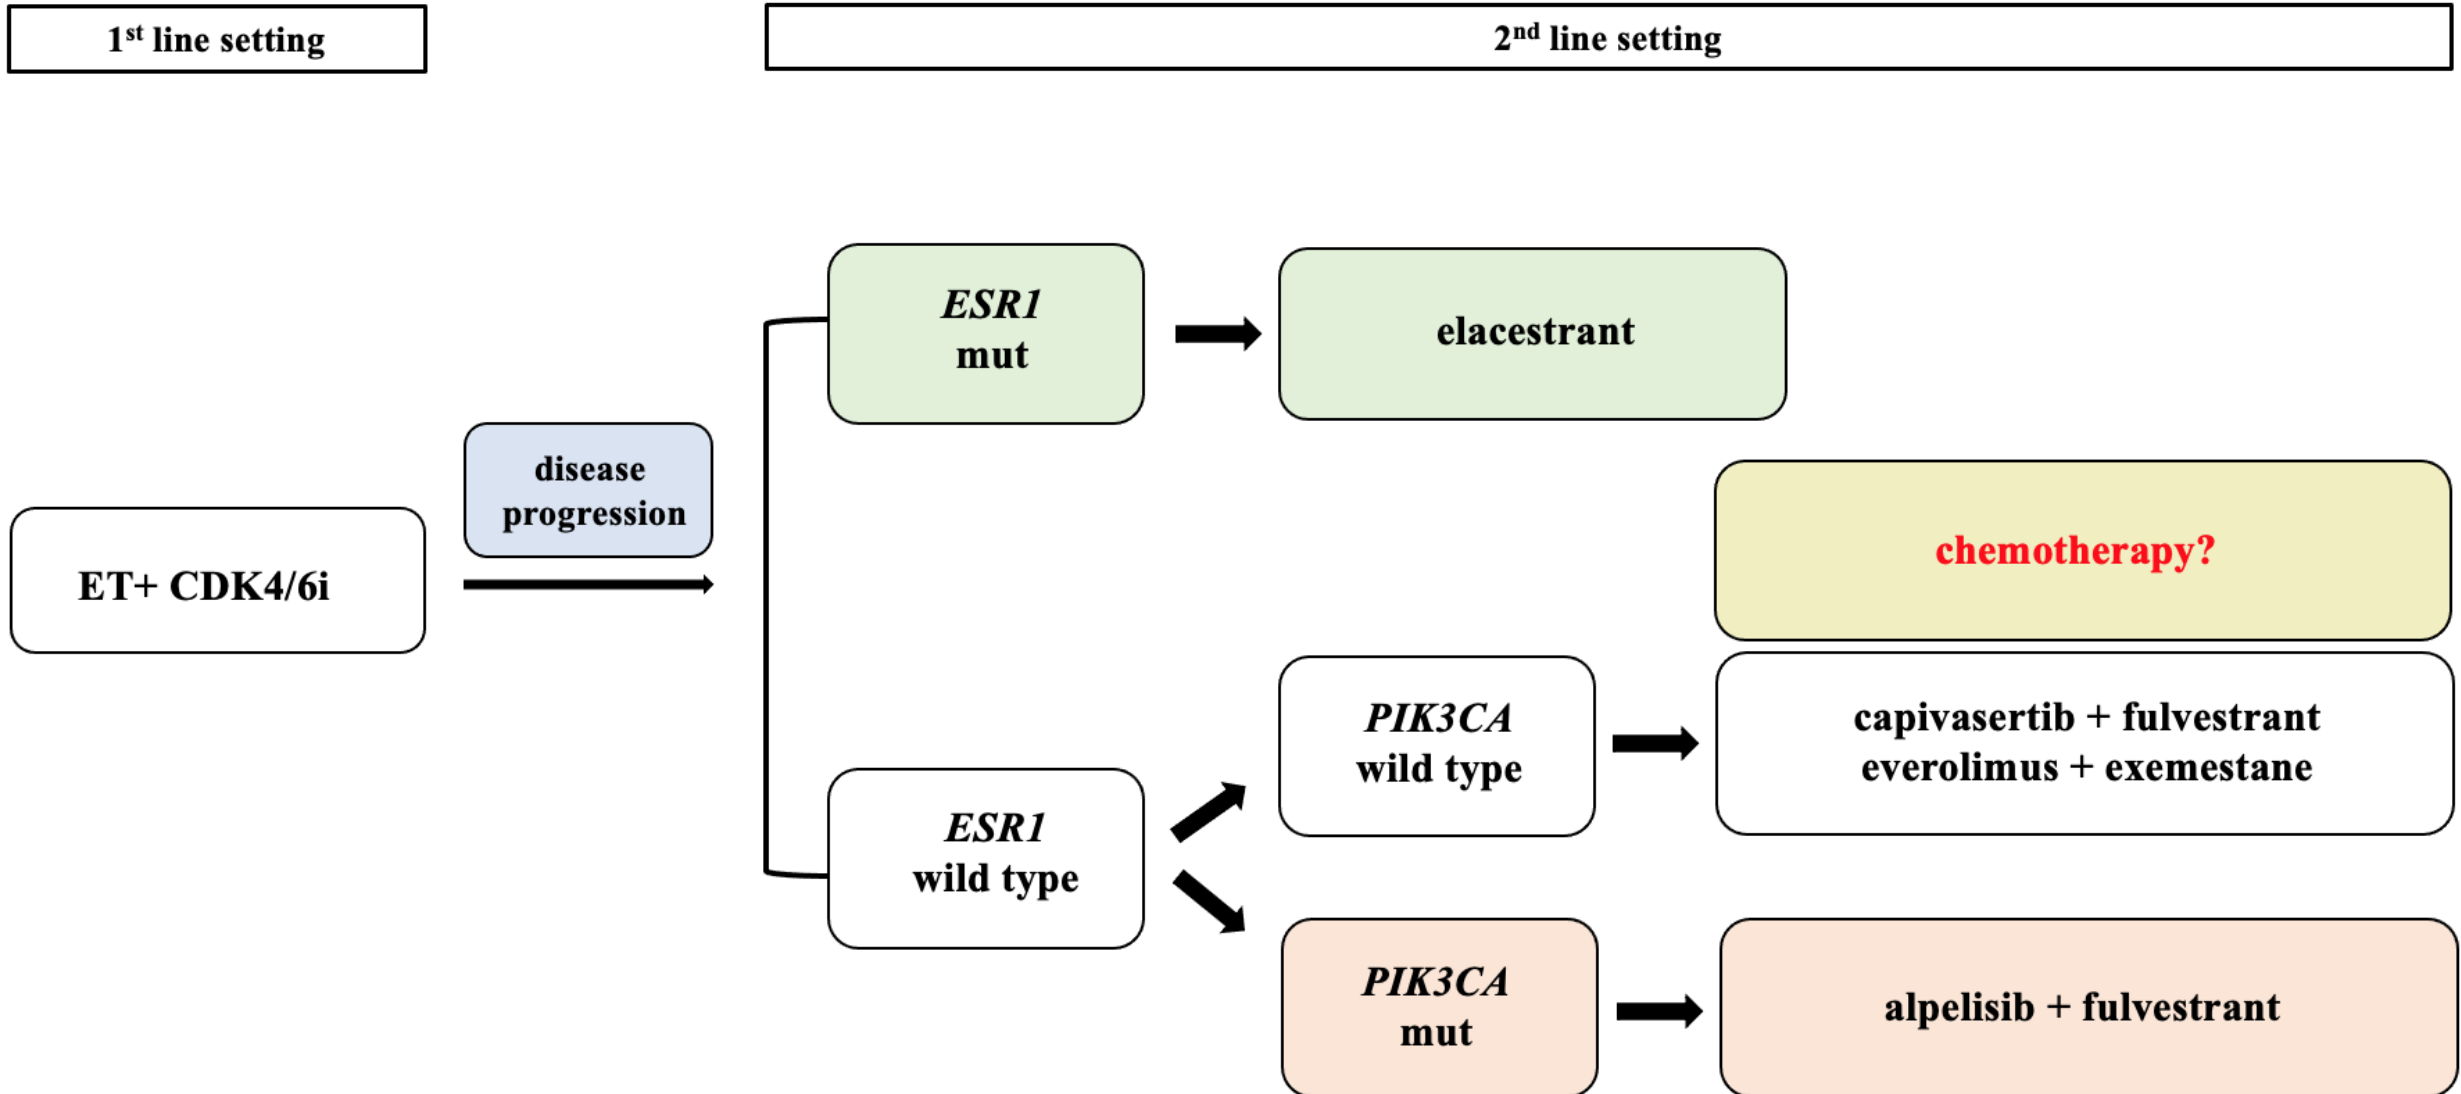 1st line setting
2nd line setting
ESR1
mut
elacestrant
disease
progression
ET+ CDK4/6i
chemotherapy?
PIK3CA
wild type
capivasertib + fulvestrant
everolimus + exemestane
ESR1
wild type
PIK3CA
mut
alpelisib + fulvestrant